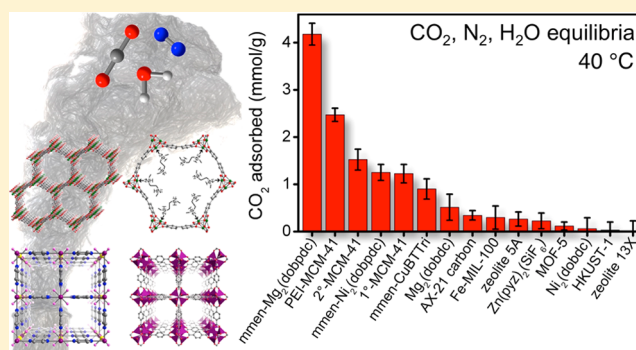 CO₂, N₂, H₂O equilibria
40 °C
CO₂ adsorbed (mmol/g)
4
3
2
1
0
mmen-Mg₂(dobpdc)
PEI-MCM-41
2°-MCM-41
mmen-Ni₂(dobpdc)
1°-MCM-41
mmen-CuBTTri
Mg₂(dobdc)
AX-21 carbon
Fe-MIL-100
zeolite 5A
Zn(pyz)₂(SiF₆)
MOF-5
Ni₂(dobdc)
HKUST-1
zeolite 13X